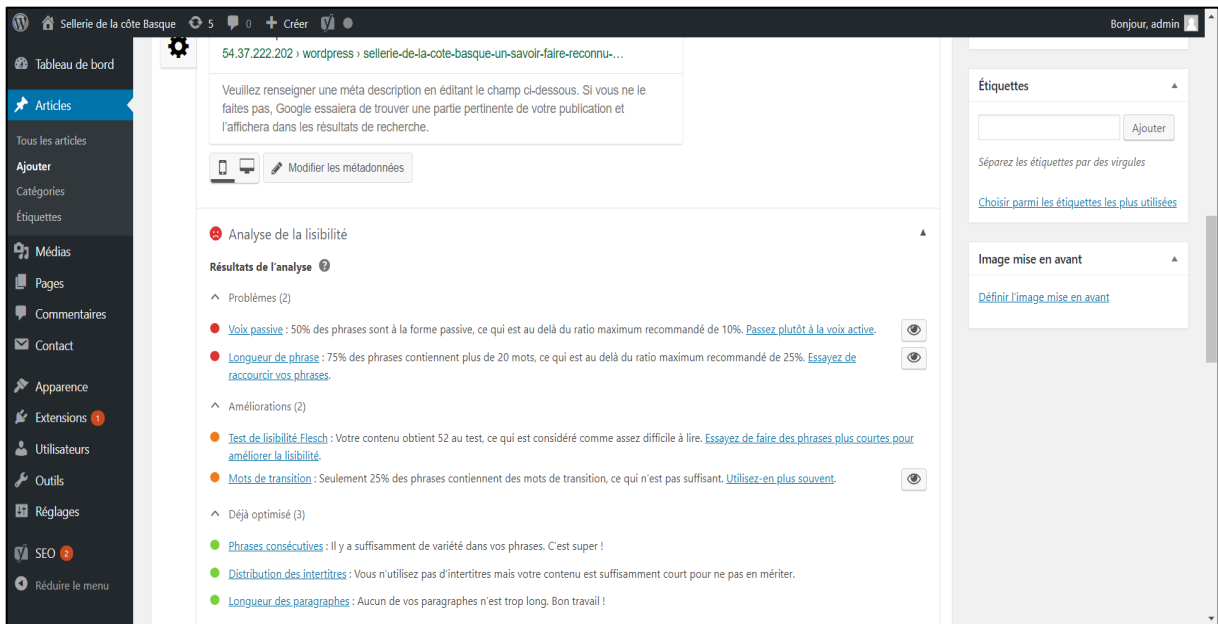 Sellerie de la côte Basque 5 0 Créer
Bonjour, admin
Tableau de bord
Articles
Tous les articles
Ajouter
Catégories
Étiquettes
Médias
Pages
Commentaires
Contact
Apparence
Extensions 1
Utilisateurs
Outils
Réglages
SEO 2
Réduire le menu
54.37.222.202 › wordpress › sellerie-de-la-cote-basque-un-savoir-faire-reconnu-…
Veuillez renseigner une méta description en éditant le champ ci-dessous. Si vous ne le
faites pas, Google essaiera de trouver une partie pertinente de votre publication et
l'affichera dans les résultats de recherche.
Modifier les métadonnées
Analyse de la lisibilité
Résultats de l'analyse ?
Problèmes (2)
Voix passive : 50% des phrases sont à la forme passive, ce qui est au delà du ratio maximum recommandé de 10%. Passez plutôt à la voix active.
Longueur de phrase : 75% des phrases contiennent plus de 20 mots, ce qui est au delà du ratio maximum recommandé de 25%. Essayez de
raccourcir vos phrases.
Améliorations (2)
Test de lisibilité Flesch : Votre contenu obtient 52 au test, ce qui est considéré comme assez difficile à lire. Essayez de faire des phrases plus courtes pour
améliorer la lisibilité.
Mots de transition : Seulement 25% des phrases contiennent des mots de transition, ce qui n'est pas suffisant. Utilisez-en plus souvent.
Déjà optimisé (3)
Phrases consécutives : Il y a suffisamment de variété dans vos phrases. C'est super !
Distribution des intertitres : Vous n'utilisez pas d'intertitres mais votre contenu est suffisamment court pour ne pas en mériter.
Longueur des paragraphes : Aucun de vos paragraphes n'est trop long. Bon travail !
Étiquettes
Ajouter
Séparez les étiquettes par des virgules
Choisir parmi les étiquettes les plus utilisées
Image mise en avant
Définir l'image mise en avant